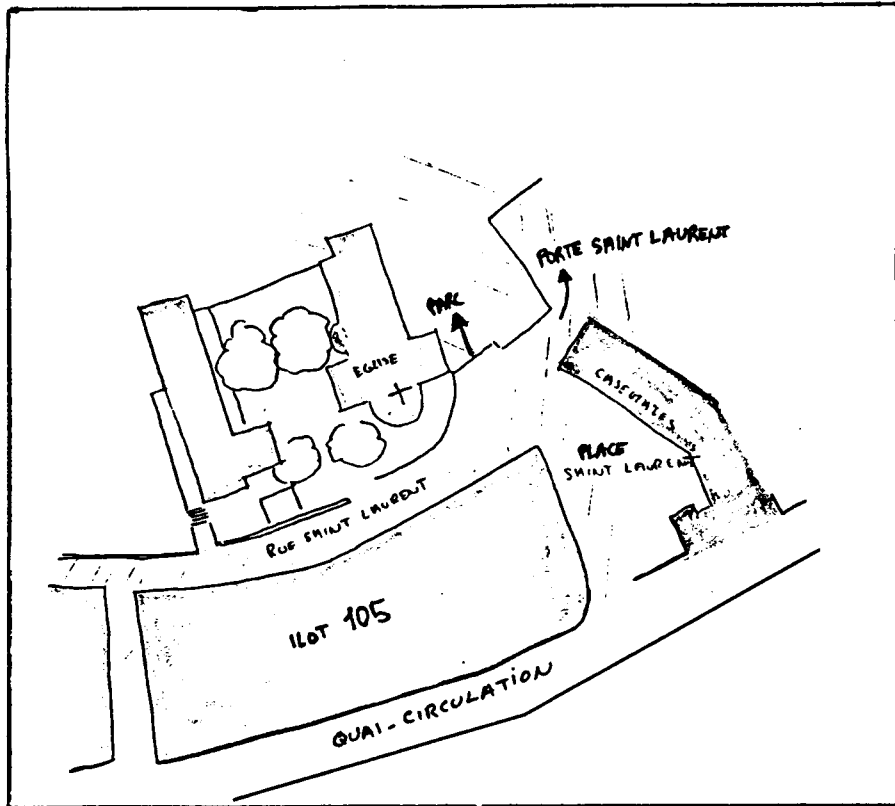 PORTE SAINT LAURENT
PARC
EGLISE
CASEMATES
PLACE
SAINT LAURENT
RUE SAINT LAURENT
ILOT 105
QUAI-CIRCULATION